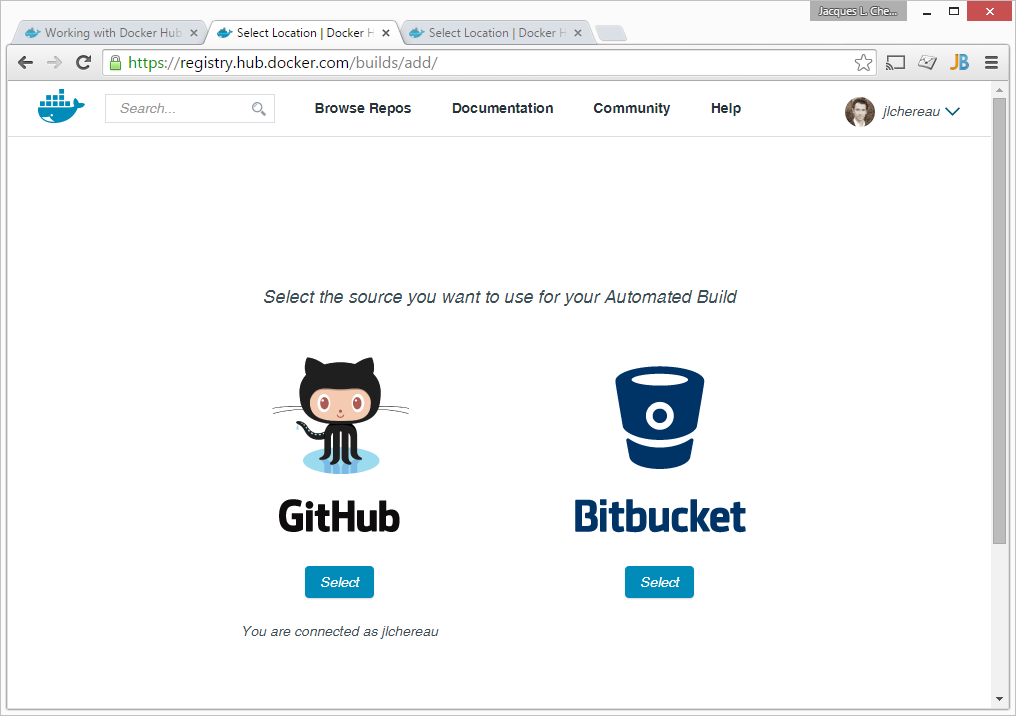 Jacques L. Che...
Working with Docker Hub
Select Location | Docker H
Select Location | Docker H
https://registry.hub.docker.com/builds/add/
JB
Search...
Browse Repos
Documentation
Community
Help
jlchereau
Select the source you want to use for your Automated Build
GitHub
Bitbucket
Select
Select
You are connected as jlchereau